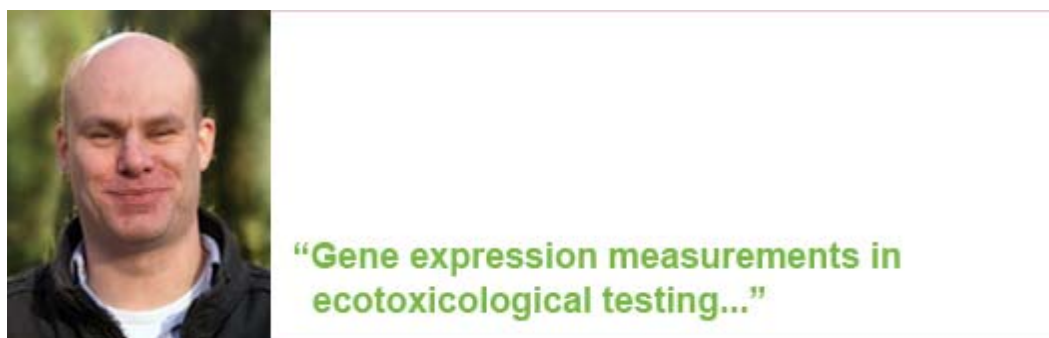 “Gene expression measurements in
ecotoxicological testing...”